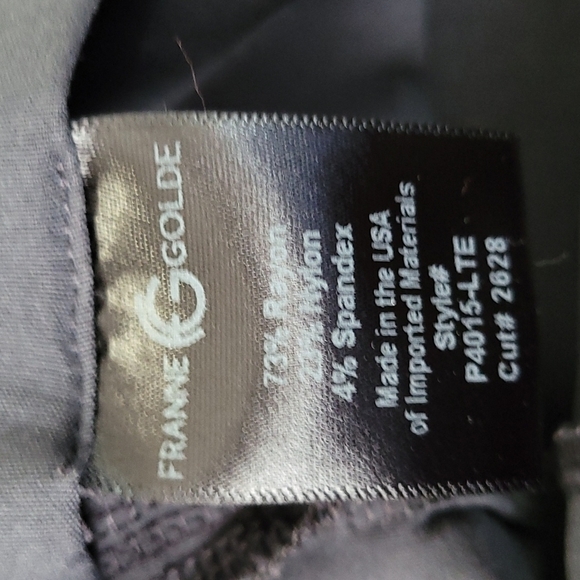 FRANNE GOLDE
73% Rayon
23% Nylon
4% Spandex
Made in the USA
of Imported Materials
Style#
P4015-LTE
Cut# 2628